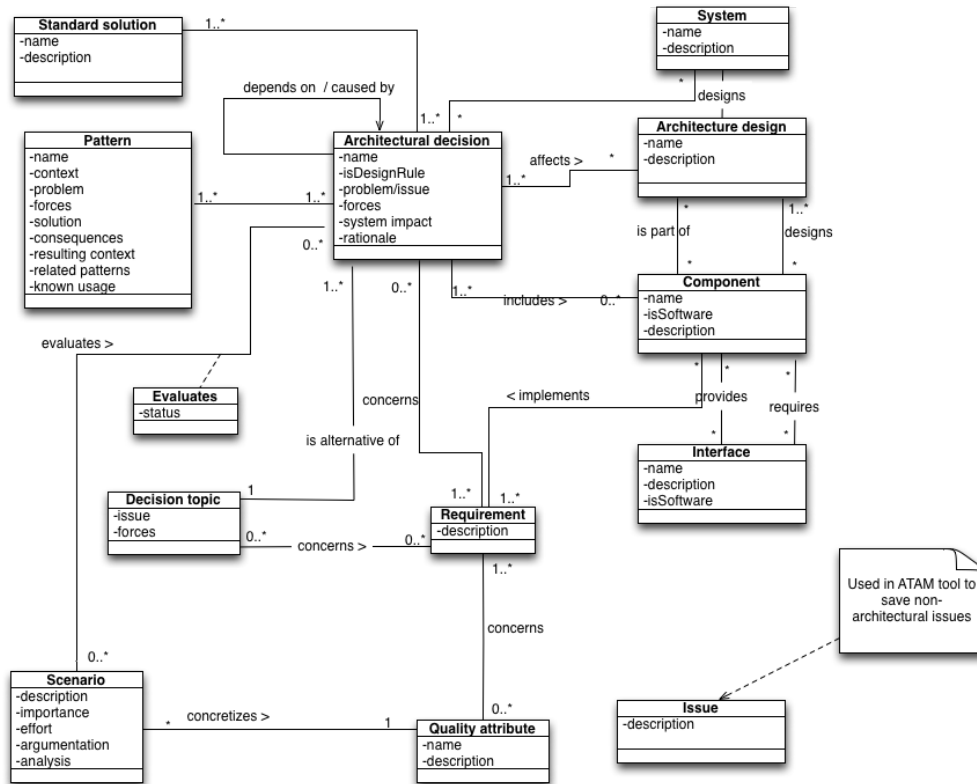 Standard solution
-name
-description
1..*
System
-name
-description
*
designs
depends on / caused by
1..*
*
Pattern
-name
-context
-problem
-forces
-solution
-consequences
-resulting context
-related patterns
-known usage
1..*
1..*
Architectural decision
-name
-isDesignRule
-problem/issue
-forces
-system impact
-rationale
affects >
*
1..*
Architecture design
-name
-description
*
1..*
is part of
designs
*
*
0..*
1..*
0..*
1..*
includes >
0..*
Component
-name
-isSoftware
-description
evaluates >
Evaluates
-status
concerns
< implements
*
*
*
provides
requires
*
*
is alternative of
Interface
-name
-description
-isSoftware
Decision topic
-issue
-forces
1
0..*
concerns >
0..*
1..*
1..*
Requirement
-description
1..*
concerns
Used in ATAM tool to
save non-
architectural issues
0..*
Scenario
-description
-importance
-effort
-argumentation
-analysis
*
concretizes >
1
0..*
Quality attribute
-name
-description
Issue
-description